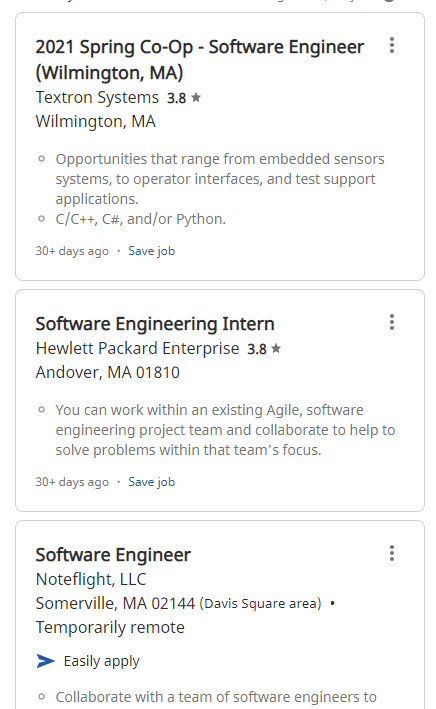 2021 Spring Co-Op - Software Engineer
(Wilmington, MA)
Textron Systems 3.8 ★
Wilmington, MA
Opportunities that range from embedded sensors
systems, to operator interfaces, and test support
applications.
C/C++, C#, and/or Python.
30+ days ago · Save job
Software Engineering Intern
Hewlett Packard Enterprise 3.8 ★
Andover, MA 01810
You can work within an existing Agile, software
engineering project team and collaborate to help to
solve problems within that team's focus.
30+ days ago · Save job
Software Engineer
Noteflight, LLC
Somerville, MA 02144 (Davis Square area) •
Temporarily remote
Easily apply
Collaborate with a team of software engineers to